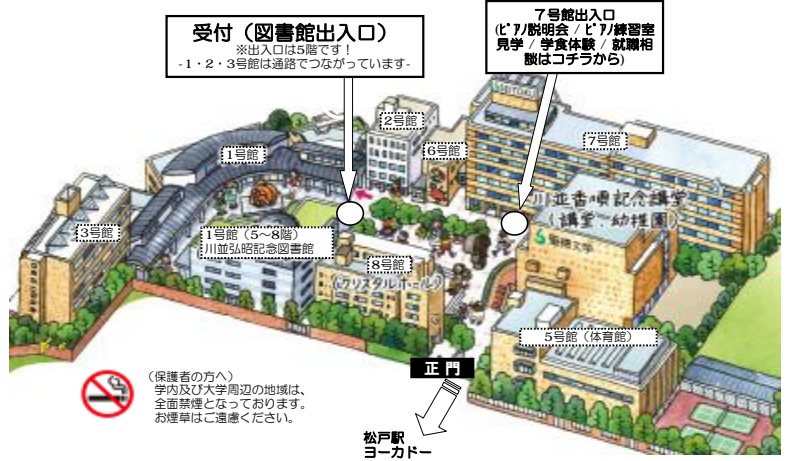 受付（図書館出入口）
※出入口は5階です！
-１・２・３号館は通路でつながっています-
７号館出入口
(ﾋﾟｱﾉ説明会 / ﾋﾟｱﾉ練習室
見学 / 学食体験 / 就職相
談はコチラから)
2号館
6号館
7号館
1号館
3号館
川並香順記念講堂
(講堂・幼稚園)
聖徳大学
1号館（5～8階）
川並弘昭記念図書館
8号館
(クリスタルホール)
5号館（体育館）
正 門
（保護者の方へ）
学内及び大学周辺の地域は、
全面禁煙となっております。
お煙草はご遠慮ください。
松戸駅
ヨーカドー